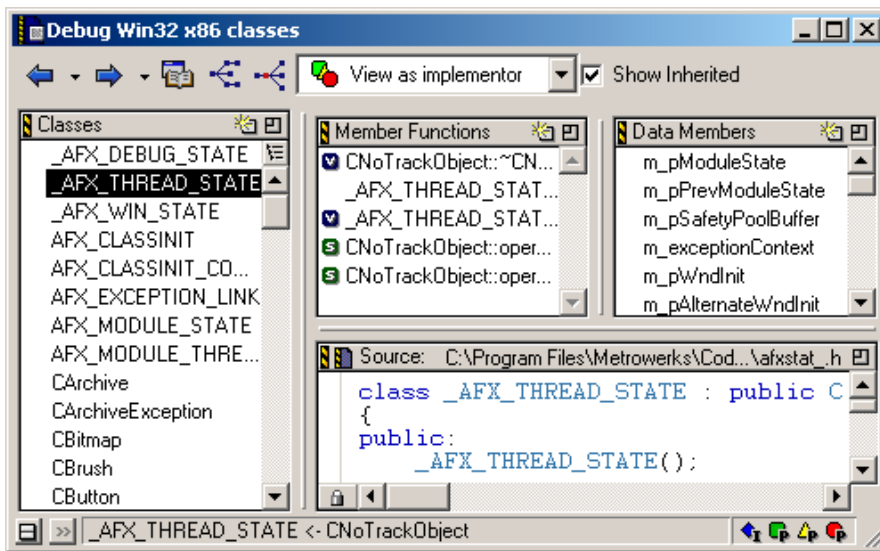 Debug Win32 x86 classes
View as implementor
Show Inherited
Classes
_AFX_DEBUG_STATE
_AFX_THREAD_STATE
_AFX_WIN_STATE
AFX_CLASSINIT
AFX_CLASSINIT_CO...
AFX_EXCEPTION_LINK
AFX_MODULE_STATE
AFX_MODULE_THRE...
CArchive
CArchiveException
CBitmap
CBrush
CButton
Member Functions
V CNoTrackObject::~CN...
_AFX_THREAD_STAT...
V _AFX_THREAD_STAT...
S CNoTrackObject::oper...
S CNoTrackObject::oper...
Data Members
m_pModuleState
m_pPrevModuleState
m_pSafetyPoolBuffer
m_exceptionContext
m_pWndInit
m_pAlternateWndInit
Source: C:\Program Files\Metrowerks\Cod...\afxstat_.h
class _AFX_THREAD_STATE : public C
{
public:
_AFX_THREAD_STATE();
_AFX_THREAD_STATE <- CNoTrackObject
I P P P